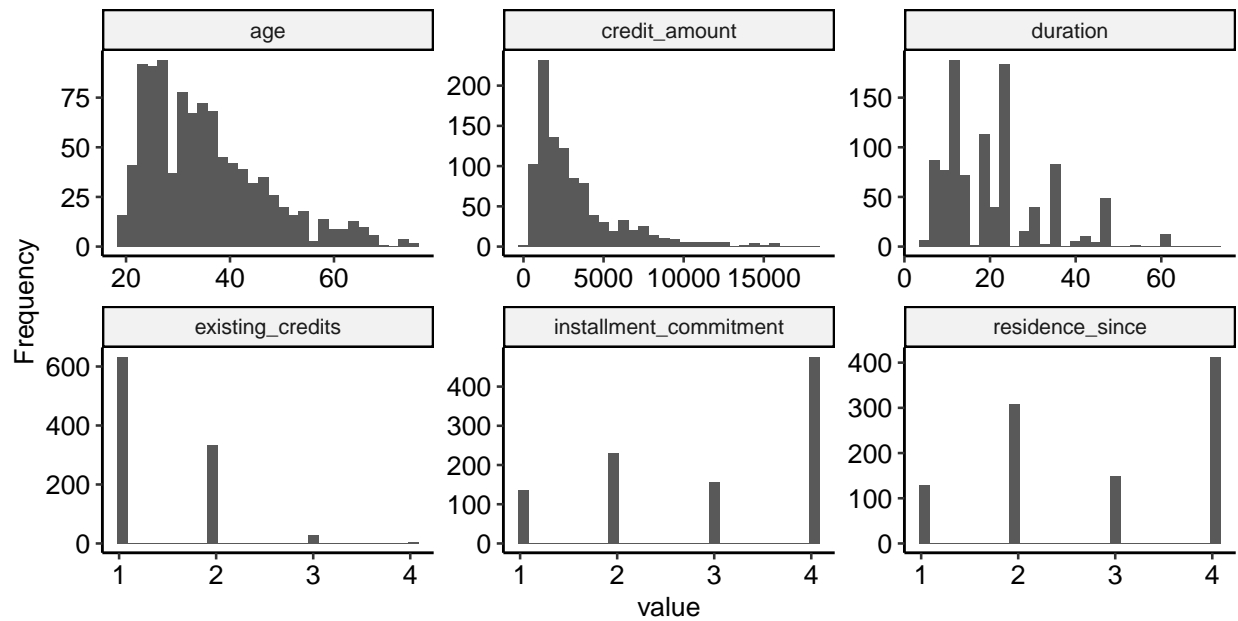 age
credit_amount
duration
75
50
25
0
20 40 60
200
150
100
50
0
0 5000 10000 15000
150
100
50
0
0 20 40 60
Frequency
existing_credits
installment_commitment
residence_since
600
400
200
0
1 2 3 4
400
300
200
100
0
1 2 3 4
400
300
200
100
0
1 2 3 4
value